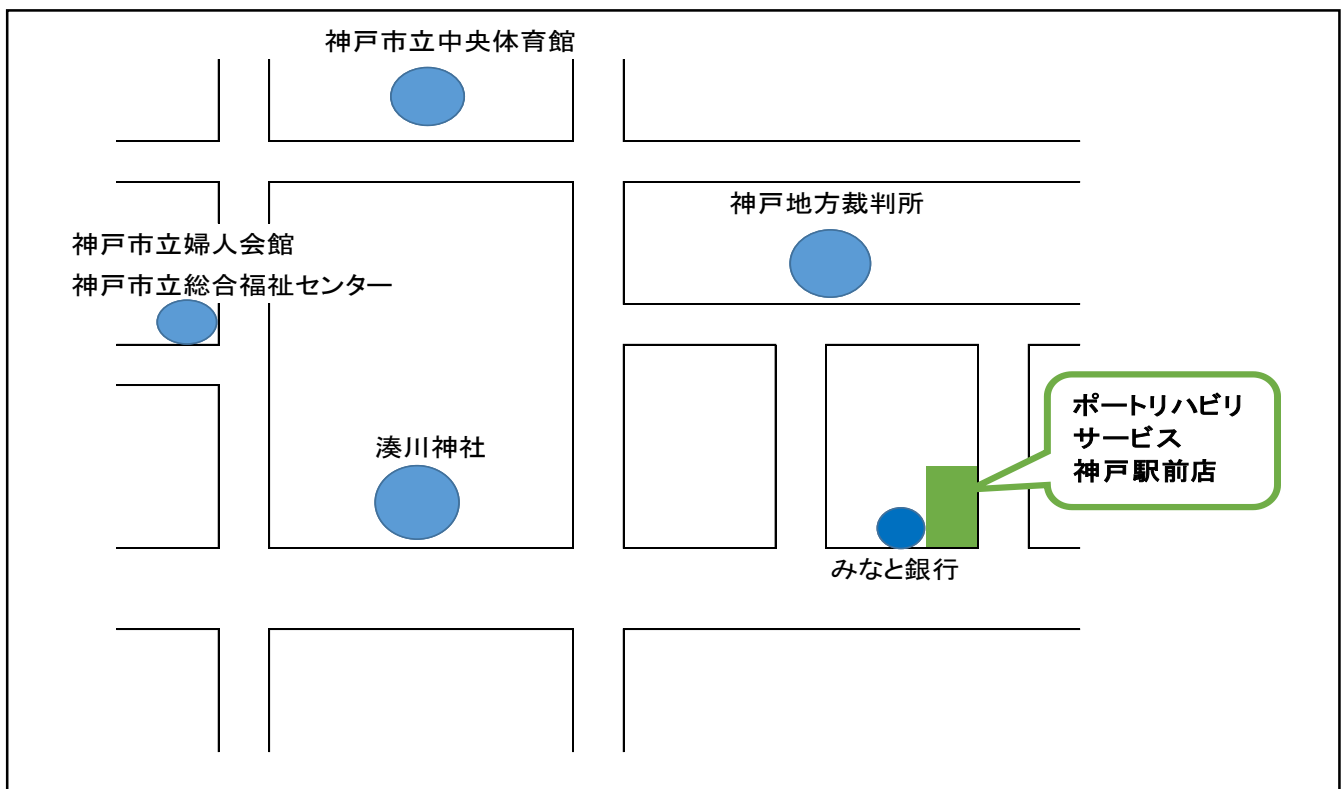 神戸市立中央体育館
神戸地方裁判所
神戸市立婦人会館
神戸市立総合福祉センター
ポートリハビリ
サービス
神戸駅前店
湊川神社
みなと銀行